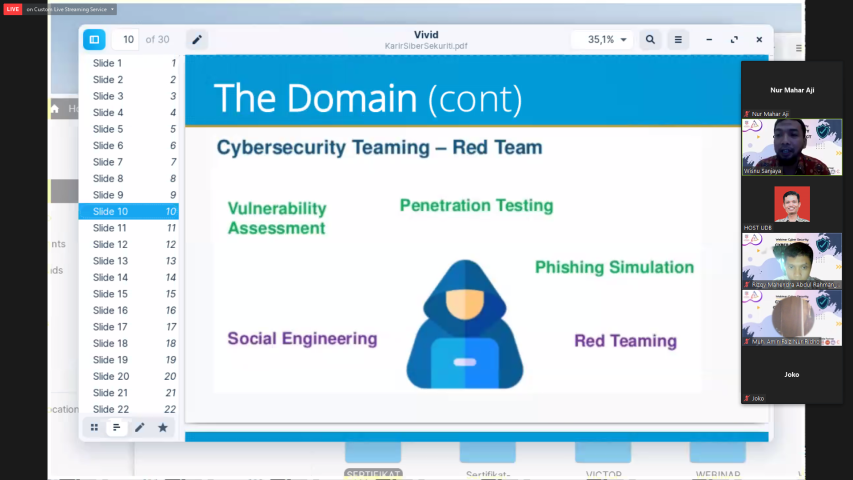 LIVE on Custom Live Streaming Service
10 of 30
Vivid
KarirSiberSekuriti.pdf
35,1%
Slide 1 1
Slide 2 2
Slide 3 3
Slide 4 4
Slide 5 5
Slide 6 6
Slide 7 7
Slide 8 8
Slide 9 9
Slide 10 10
Slide 11 11
Slide 12 12
Slide 13 13
Slide 14 14
Slide 15 15
Slide 16 16
Slide 17 17
Slide 18 18
Slide 19 19
Slide 20 20
Slide 21 21
Slide 22 22
The Domain (cont)
Cybersecurity Teaming – Red Team
Vulnerability
Assessment
Penetration Testing
Phishing Simulation
Social Engineering
Red Teaming
Nur Mahar Aji
Nur Mahar Aji
Wisnu Sanjaya
HOST UDB
Rizqy Mahendra Abdul Rahman
Joko
Joko
SERTIFIKAT
Sertifikat-
VICTOR
WEBINAR